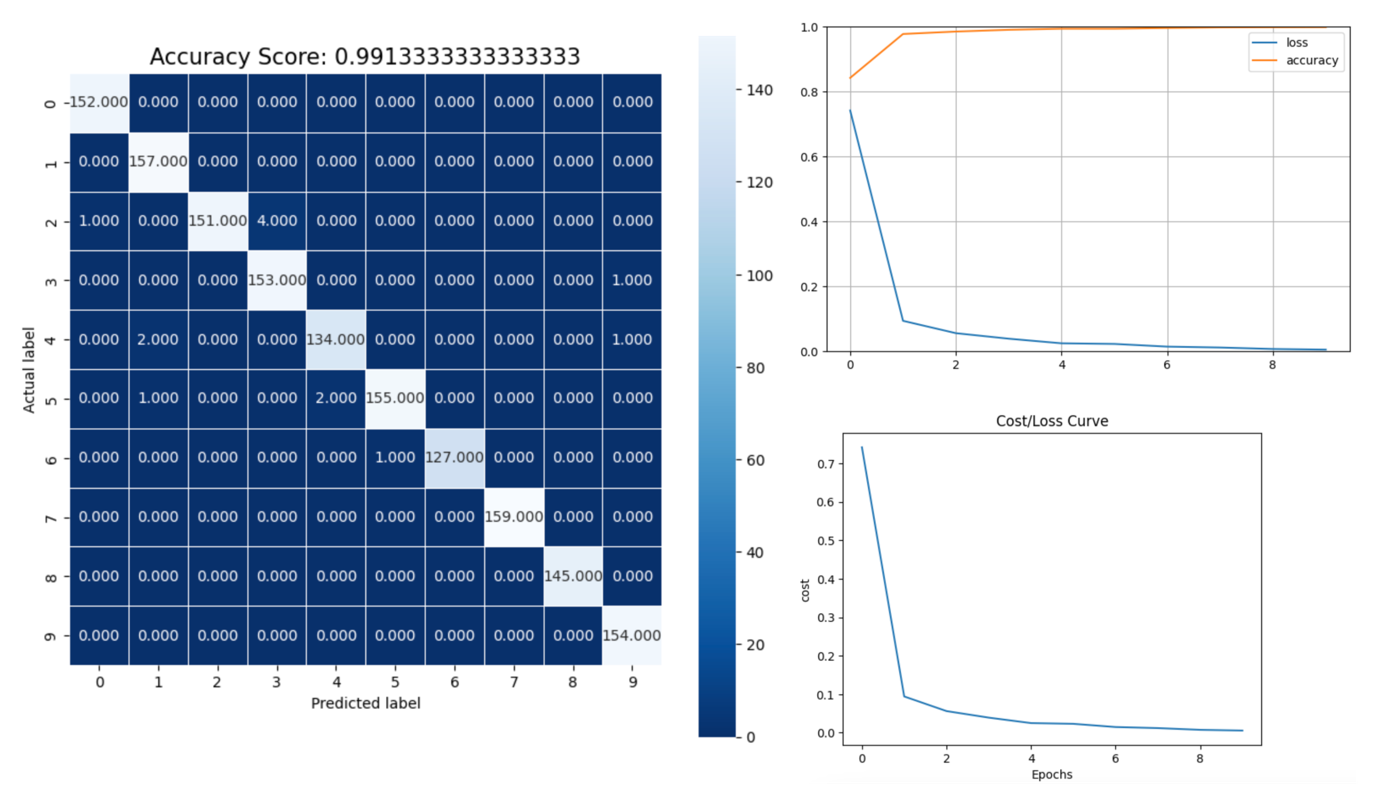 Accuracy Score: 0.9913333333333333
Actual label
0 152.000 0.000 0.000 0.000 0.000 0.000 0.000 0.000 0.000 0.000
1 0.000 157.000 0.000 0.000 0.000 0.000 0.000 0.000 0.000 0.000
2 1.000 0.000 151.000 4.000 0.000 0.000 0.000 0.000 0.000 0.000
3 0.000 0.000 0.000 153.000 0.000 0.000 0.000 0.000 0.000 1.000
4 0.000 2.000 0.000 0.000 134.000 0.000 0.000 0.000 0.000 1.000
5 0.000 1.000 0.000 0.000 2.000 155.000 0.000 0.000 0.000 0.000
6 0.000 0.000 0.000 0.000 0.000 1.000 127.000 0.000 0.000 0.000
7 0.000 0.000 0.000 0.000 0.000 0.000 0.000 159.000 0.000 0.000
8 0.000 0.000 0.000 0.000 0.000 0.000 0.000 0.000 145.000 0.000
9 0.000 0.000 0.000 0.000 0.000 0.000 0.000 0.000 0.000 154.000
0 1 2 3 4 5 6 7 8 9
Predicted label
140
120
100
80
60
40
20
0
1.0
0.8
0.6
0.4
0.2
0.0
loss
accuracy
0 2 4 6 8
Cost/Loss Curve
cost
0.7
0.6
0.5
0.4
0.3
0.2
0.1
0.0
0 2 4 6 8
Epochs